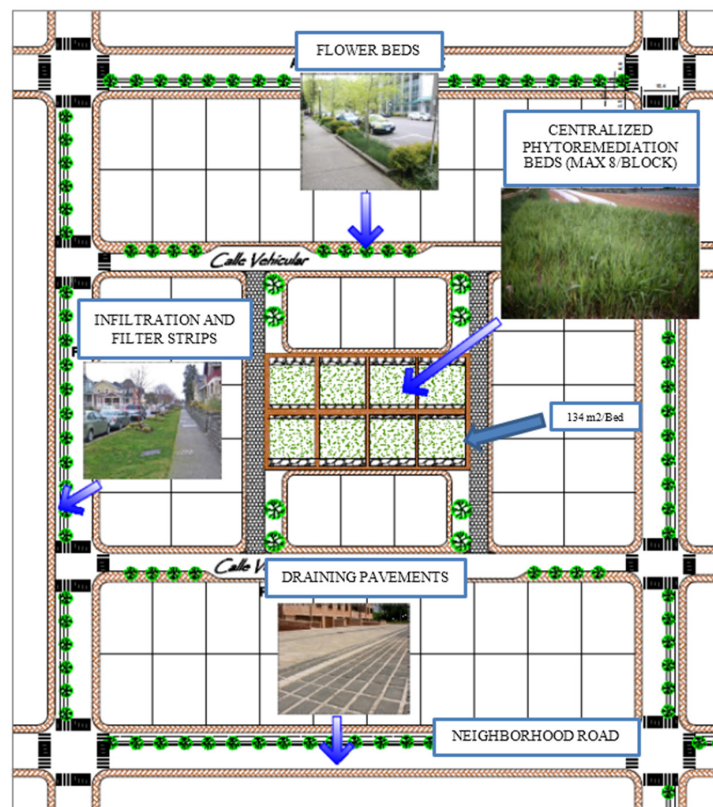 FLOWER BEDS
CENTRALIZED
PHYTOREMEDIATION
BEDS (MAX 8/BLOCK)
Calle Vehicular
INFILTRATION AND
FILTER STRIPS
134 m2/Bed
Calle
DRAINING PAVEMENTS
NEIGHBORHOOD ROAD